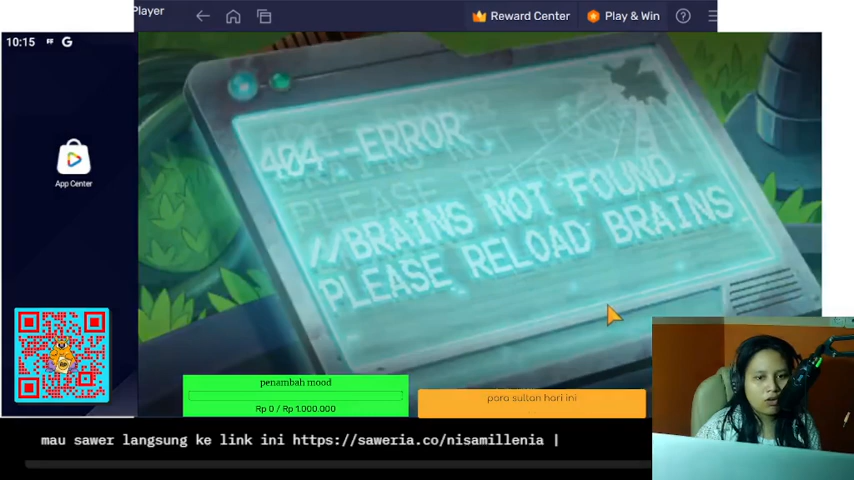 Player
Reward Center
Play & Win
10:15
App Center
404--ERROR
//BRAINS NOT FOUND.
PLEASE RELOAD BRAINS
penambah mood
Rp 0 / Rp 1.000.000
para sultan hari ini
mau sawer langsung ke link ini https://saweria.co/nisamillenia |